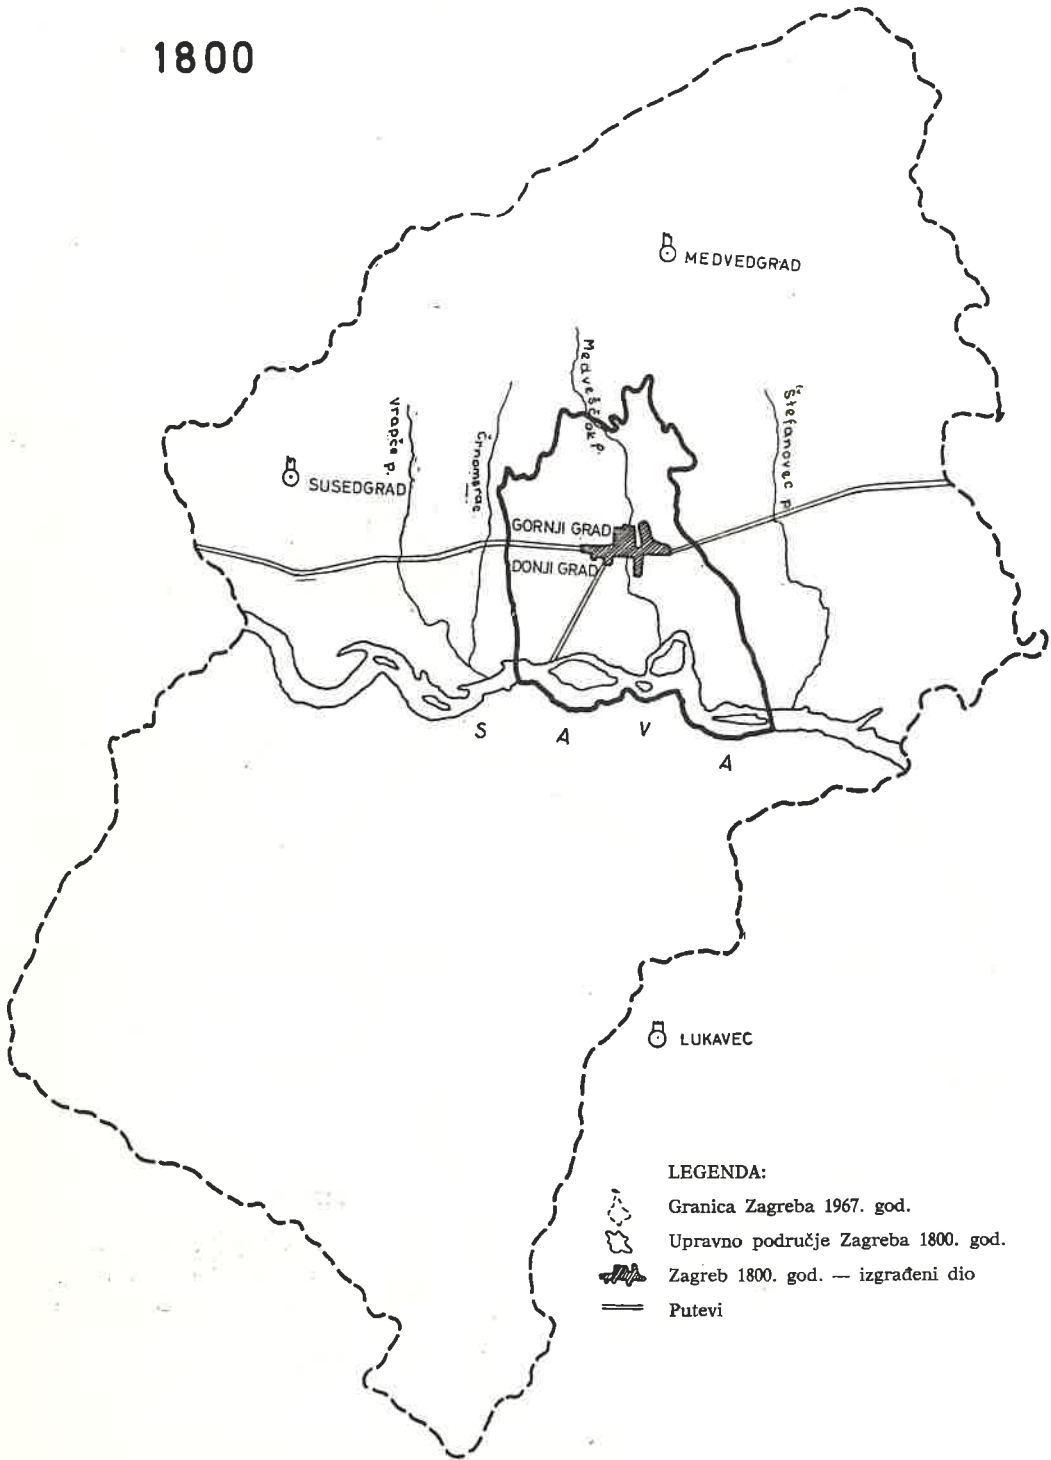 1800
MEDVEDGRAD
Medveščak p.
Vrapče p.
Črnomerec
Štefanovec p.
SUSEDGRAD
GORNJI GRAD
DONJI GRAD
S A V A
LUKAVEC
LEGENDA:
Granica Zagreba 1967. god.
Upravno područje Zagreba 1800. god.
Zagreb 1800. god. — izgrađeni dio
Putevi